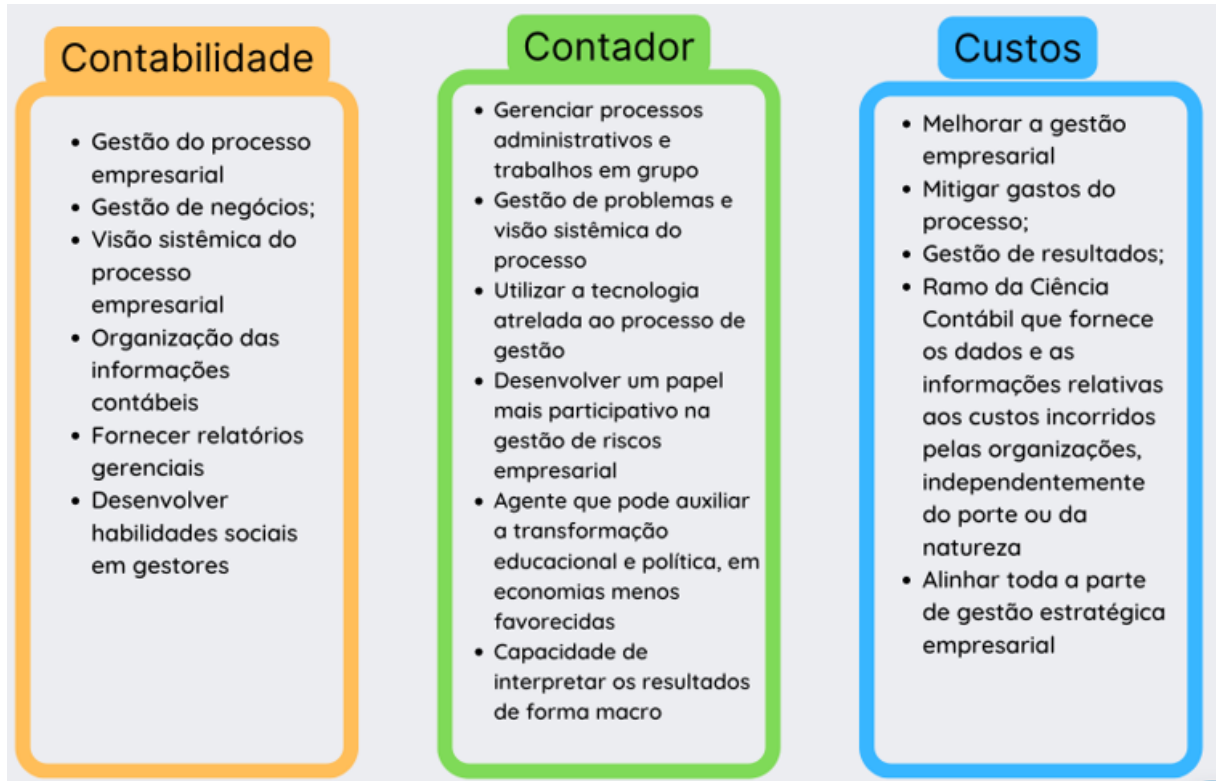 Contabilidade
• Gestão do processo
empresarial
• Gestão de negócios;
• Visão sistêmica do
processo
empresarial
• Organização das
informações
contábeis
• Fornecer relatórios
gerenciais
• Desenvolver
habilidades sociais
em gestores
Contador
• Gerenciar processos
administrativos e
trabalhos em grupo
• Gestão de problemas e
visão sistêmica do
processo
• Utilizar a tecnologia
atrelada ao processo de
gestão
• Desenvolver um papel
mais participativo na
gestão de riscos
empresarial
• Agente que pode auxiliar
a transformação
educacional e política, em
economias menos
favorecidas
• Capacidade de
interpretar os resultados
de forma macro
Custos
• Melhorar a gestão
empresarial
• Mitigar gastos do
processo;
• Gestão de resultados;
• Ramo da Ciência
Contábil que fornece
os dados e as
informações relativas
aos custos incorridos
pelas organizações,
independentemente
do porte ou da
natureza
• Alinhar toda a parte
de gestão estratégica
empresarial